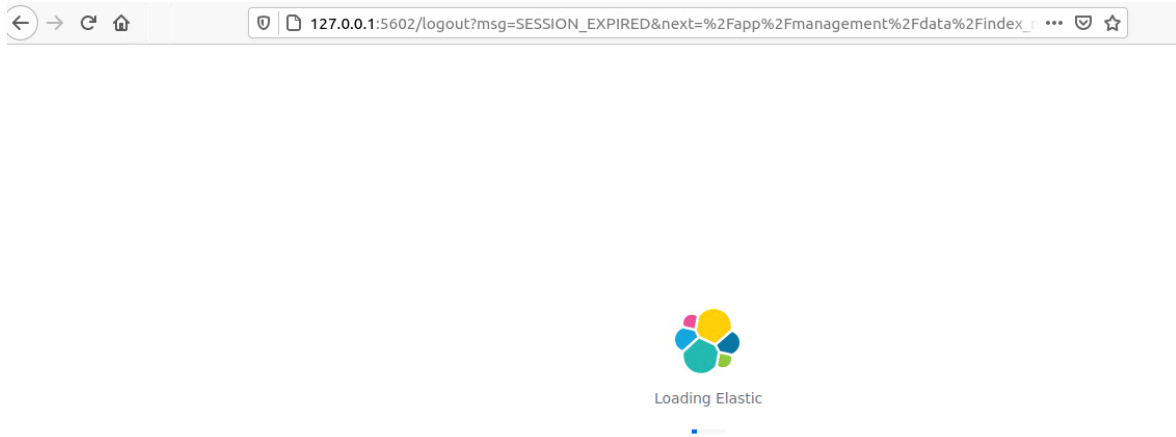 127.0.0.1:5602/logout?msg=SESSION_EXPIRED&next=%2Fapp%2Fmanagement%2Fdata%2Findex_
Loading Elastic